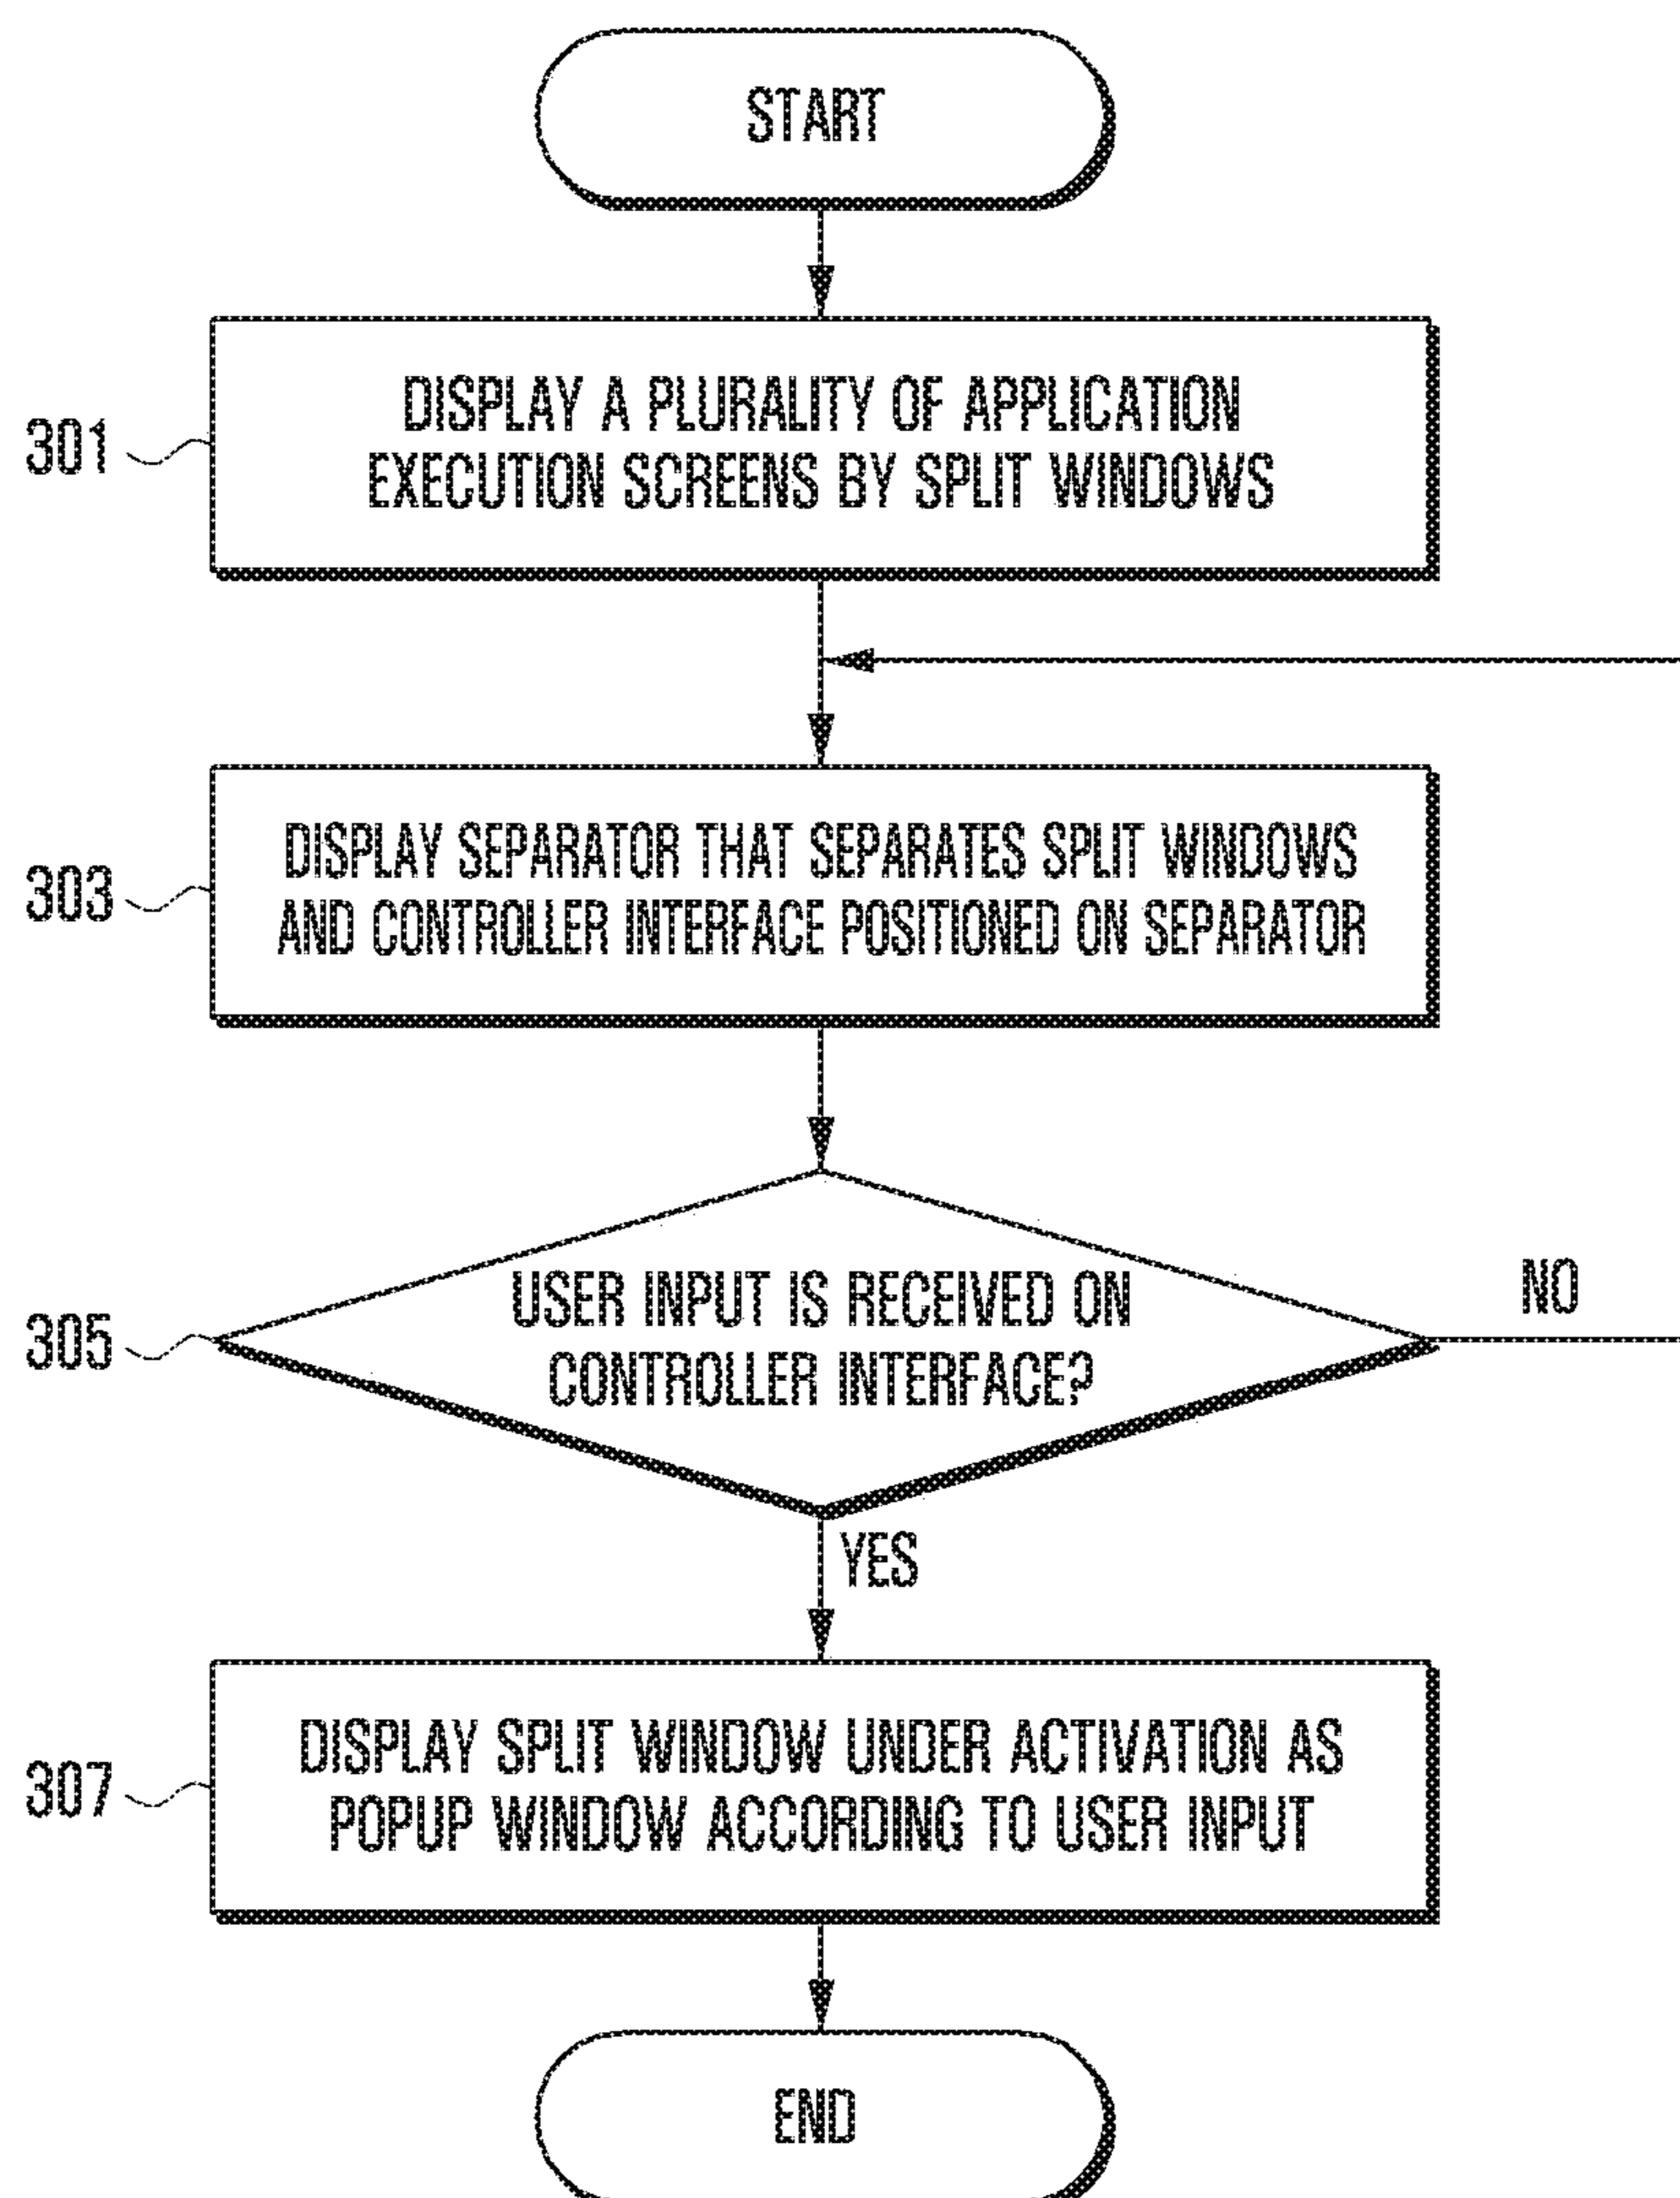 START
301
DISPLAY A PLURALITY OF APPLICATION
EXECUTION SCREENS BY SPLIT WINDOWS
303
DISPLAY SEPARATOR THAT SEPARATES SPLIT WINDOWS
AND CONTROLLER INTERFACE POSITIONED ON SEPARATOR
305
USER INPUT IS RECEIVED ON
CONTROLLER INTERFACE?
NO
YES
307
DISPLAY SPLIT WINDOW UNDER ACTIVATION AS
POPUP WINDOW ACCORDING TO USER INPUT
END